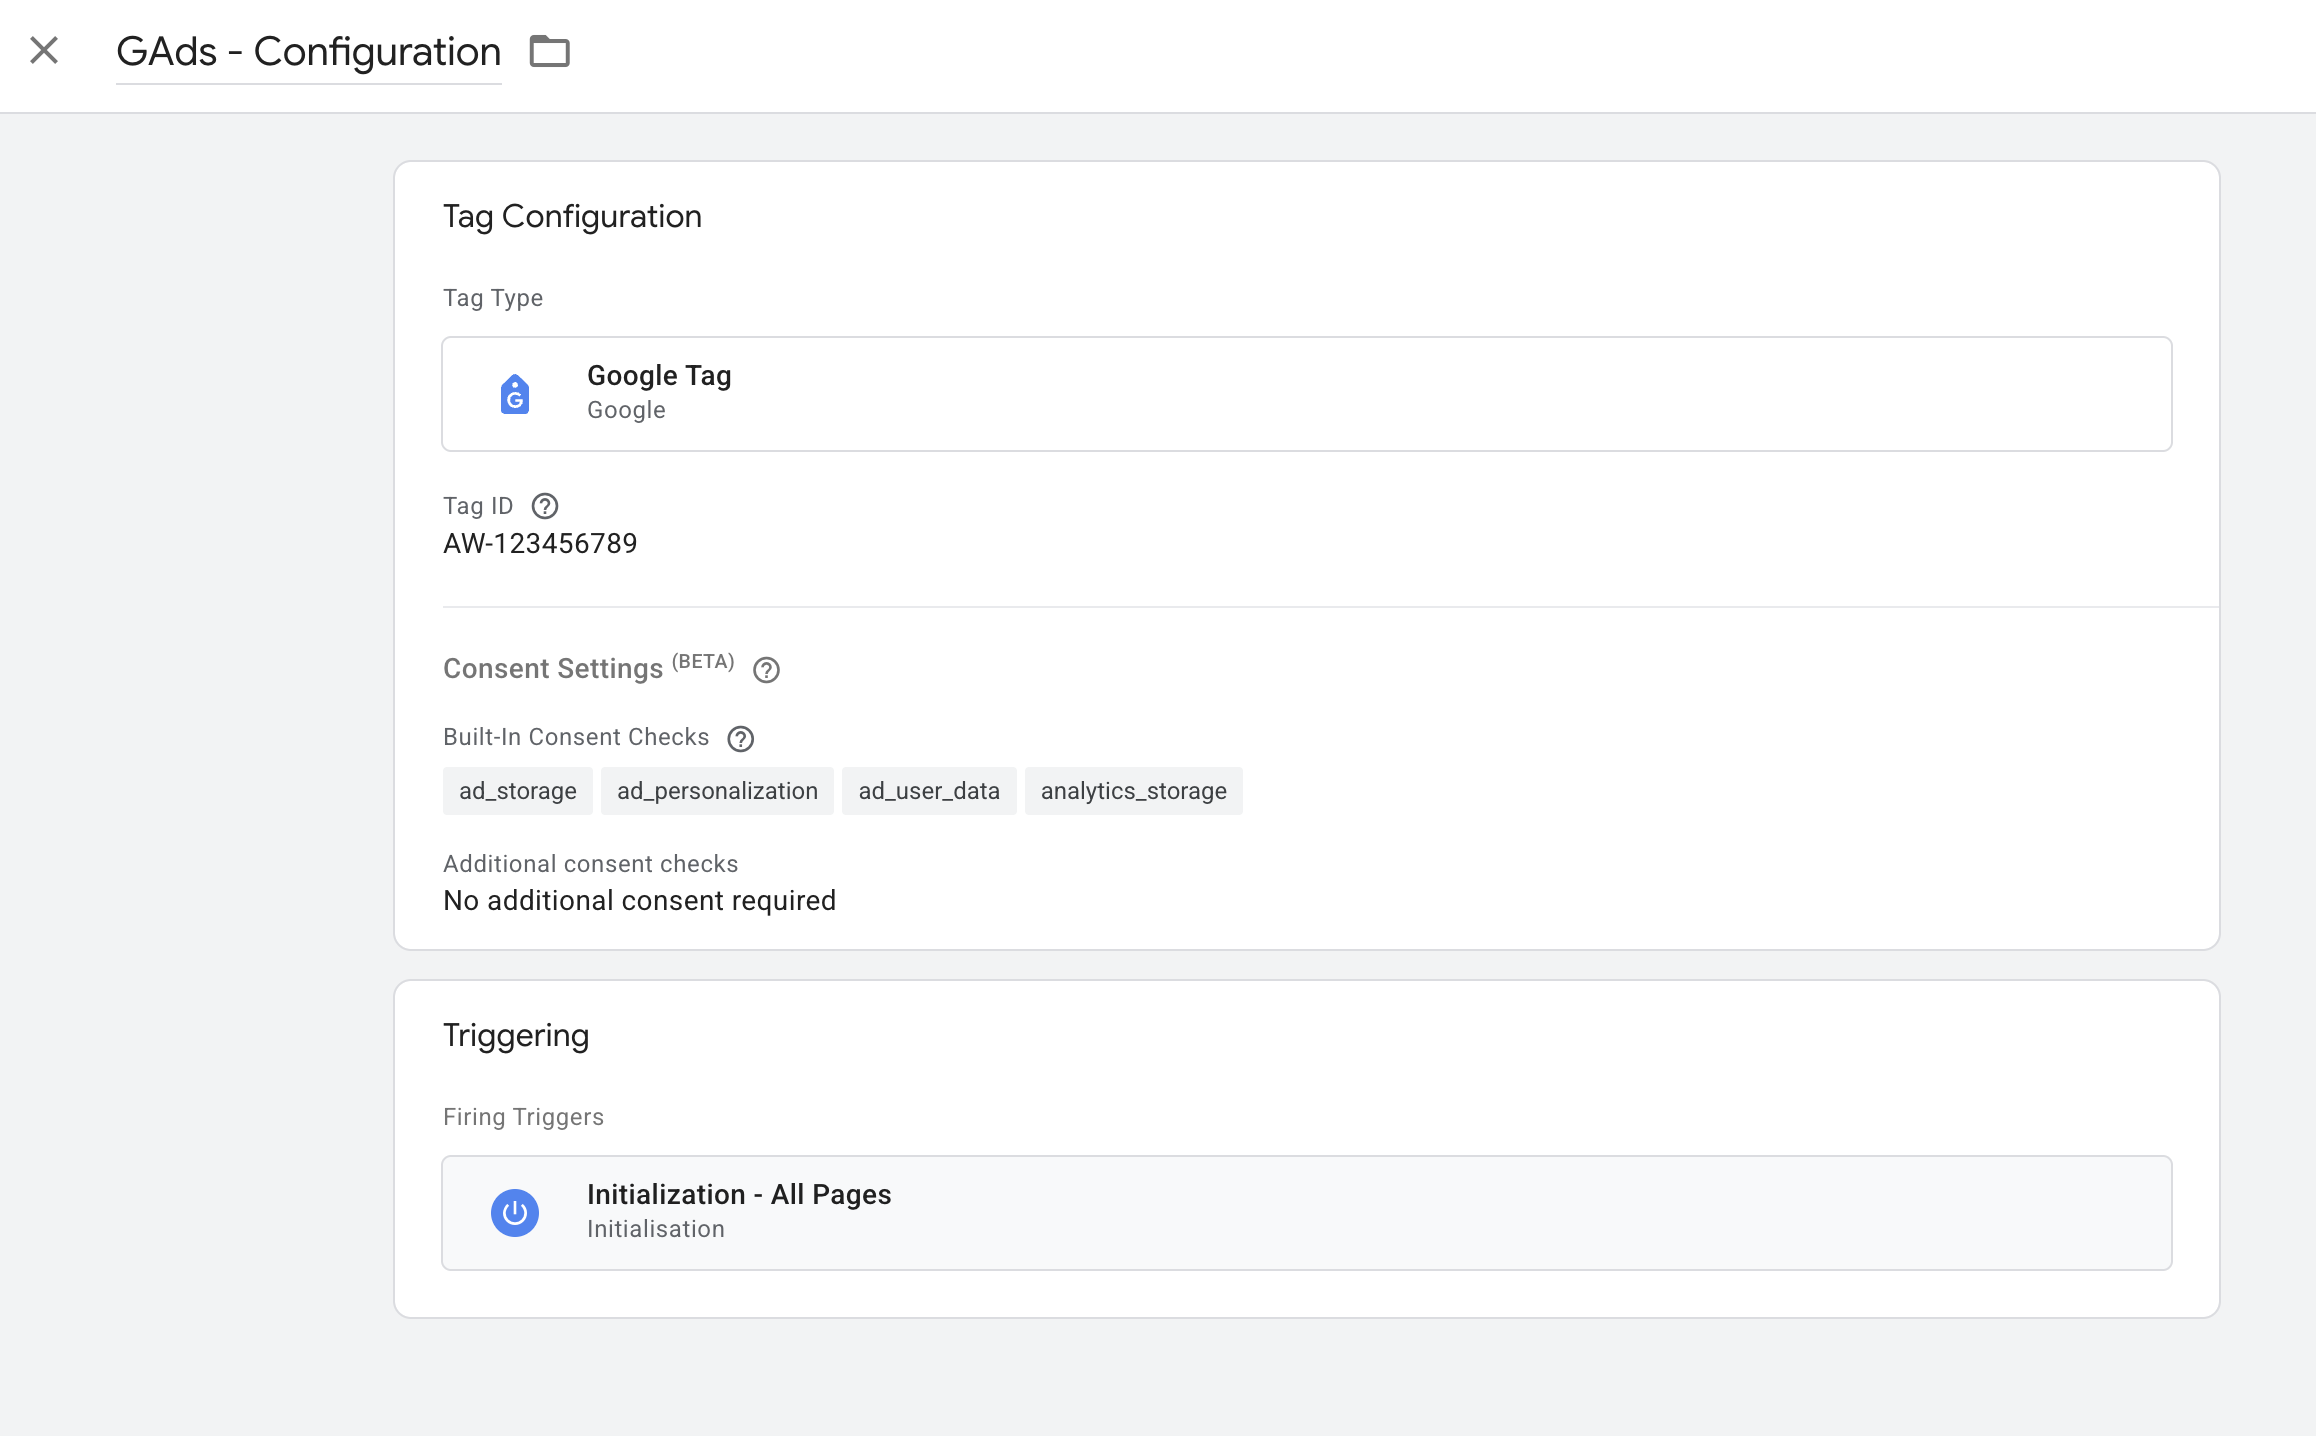 GAds - Configuration
Tag Configuration
Tag Type
Google Tag
Google
Tag ID
AW-123456789
Consent Settings (BETA)
Built-In Consent Checks
ad_storage ad_personalization ad_user_data analytics_storage
Additional consent checks
No additional consent required
Triggering
Firing Triggers
Initialization - All Pages
Initialisation